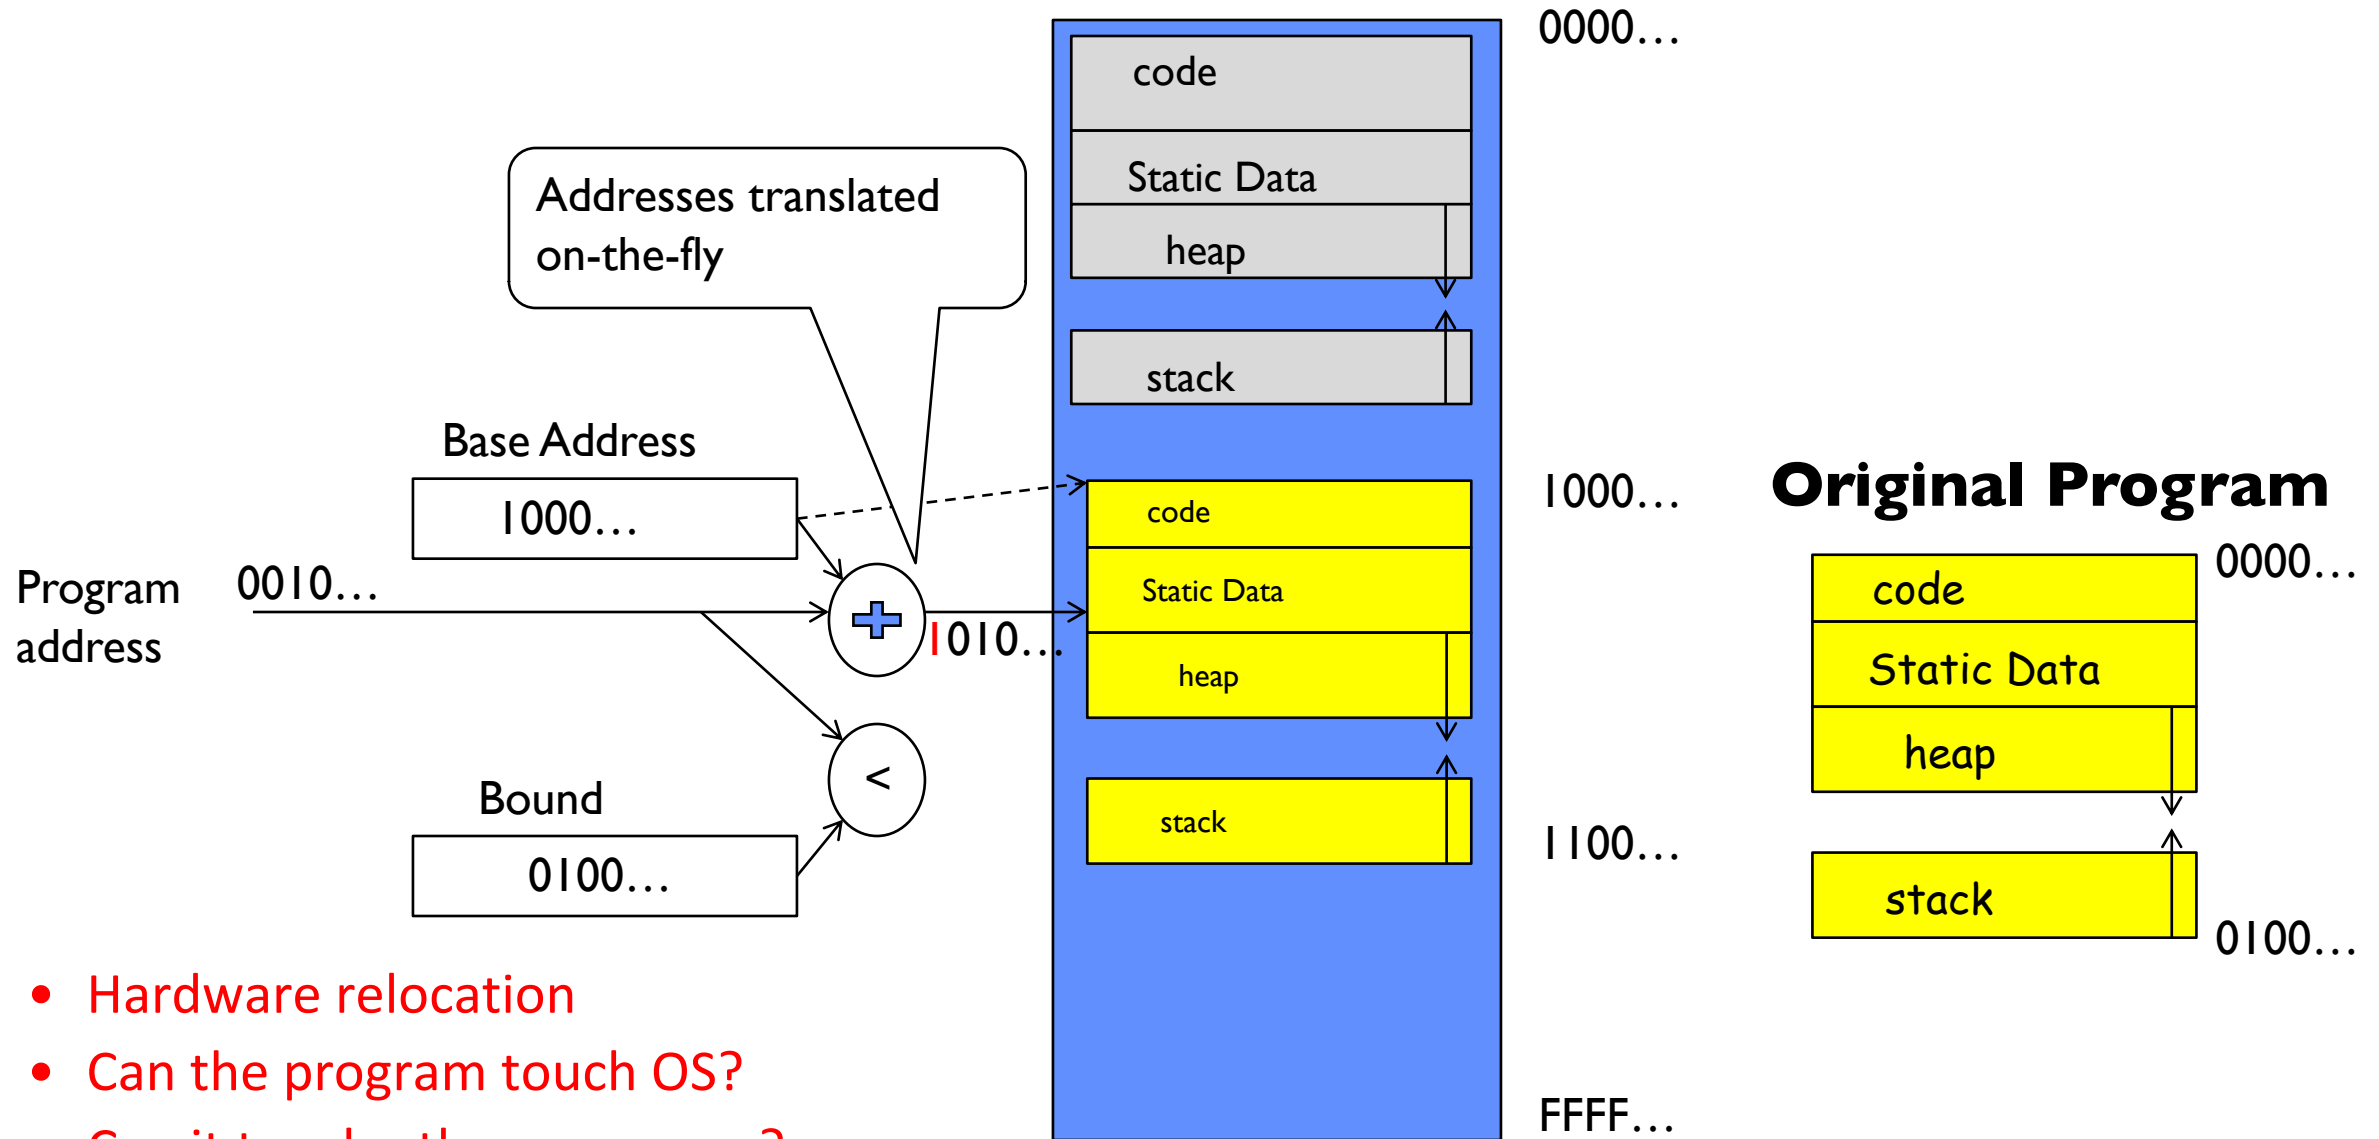 0000…
code
Static Data
heap
stack
Addresses translated
on-the-fly
Base Address
1000…
Program
address
0010…
1010…
<
Bound
0100…
code
Static Data
heap
stack
1000…
1100…
FFFF…
Original Program
code
Static Data
heap
stack
0000…
0100…
• Hardware relocation
• Can the program touch OS?